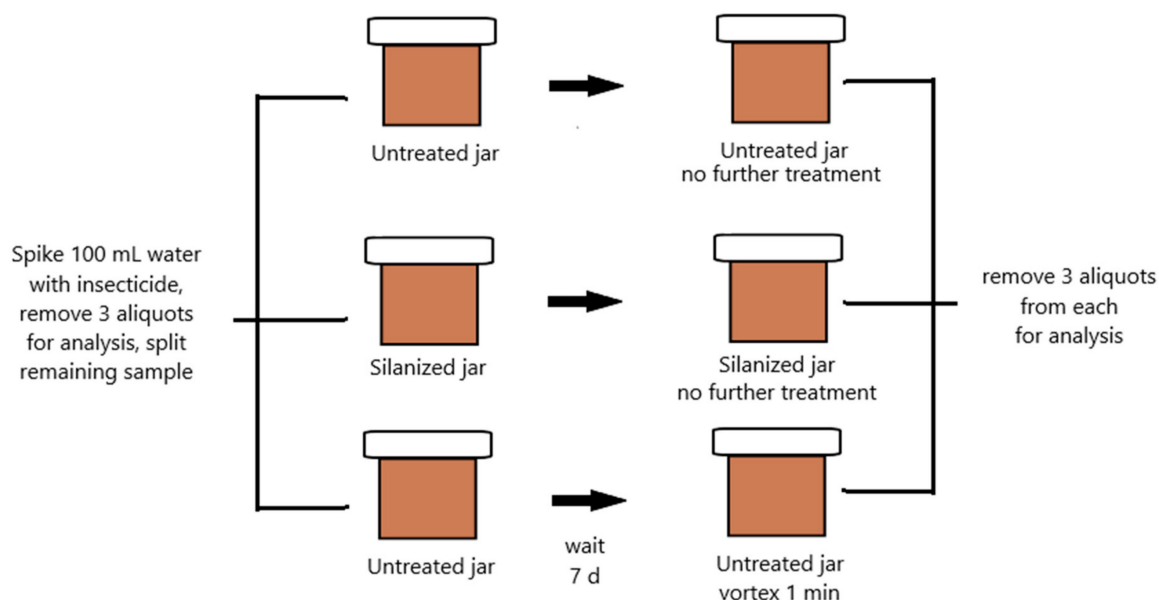 Spike 100 mL water
with insecticide,
remove 3 aliquots
for analysis, split
remaining sample
Untreated jar
Untreated jar
no further treatment
Silanized jar
Silanized jar
no further treatment
Untreated jar
wait
7 d
Untreated jar
vortex 1 min
remove 3 aliquots
from each
for analysis